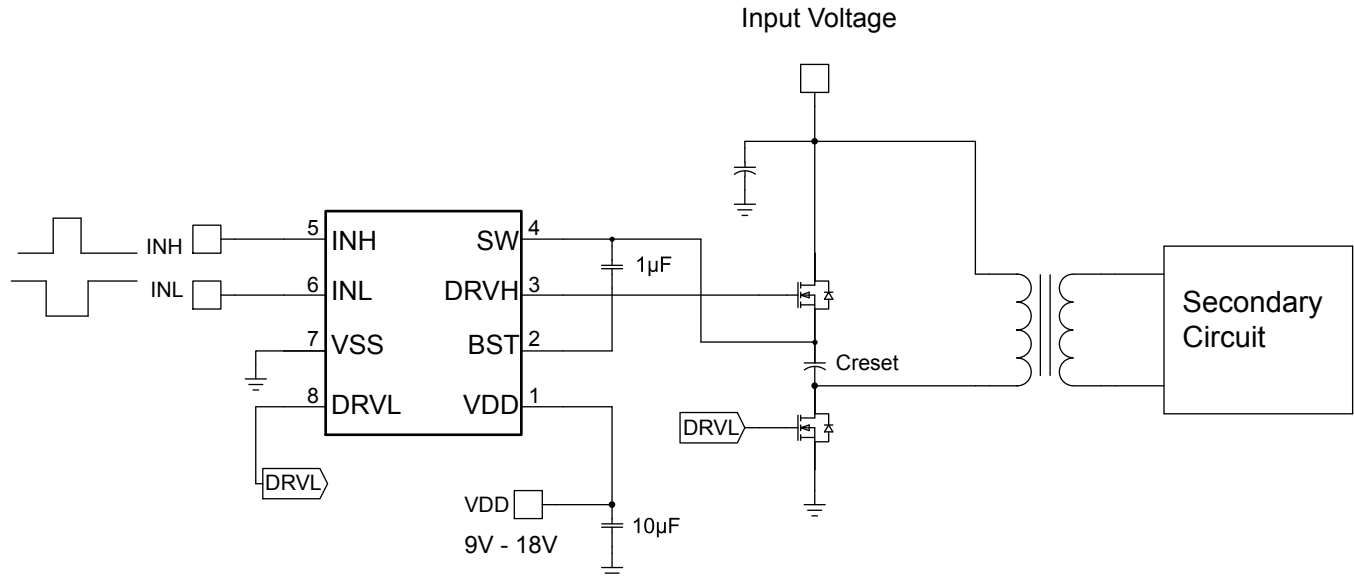 Input Voltage
INH
5
INH
SW
4
1µF
INL
6
INL
DRVH
3
7
VSS
BST
2
Creset
8
DRVL
VDD
1
DRVL
DRVL
VDD
10µF
9V - 18V
Secondary
Circuit